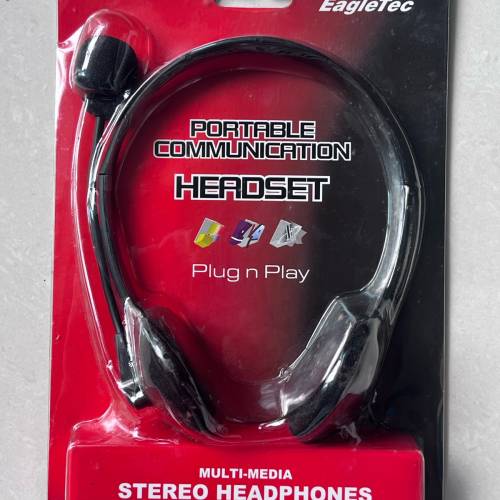 EagleTec
PORTABLE
COMMUNICATION
HEADSET
Plug n Play
MULTI-MEDIA
STEREO HEADPHONES